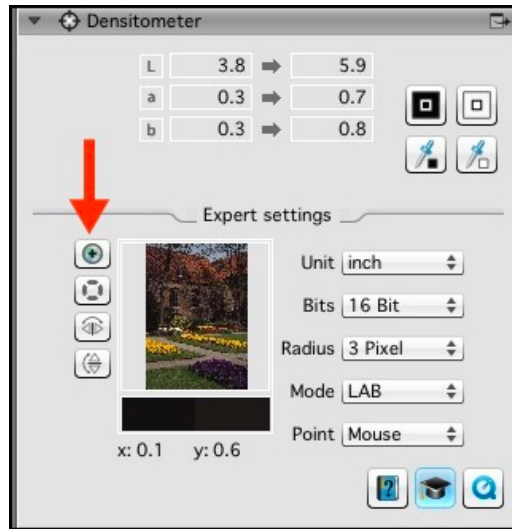 Densitometer
L 3.8 5.9
a 0.3 0.7
b 0.3 0.8
Expert settings
Unit inch
Bits 16 Bit
Radius 3 Pixel
Mode LAB
Point Mouse
x: 0.1 y: 0.6
?